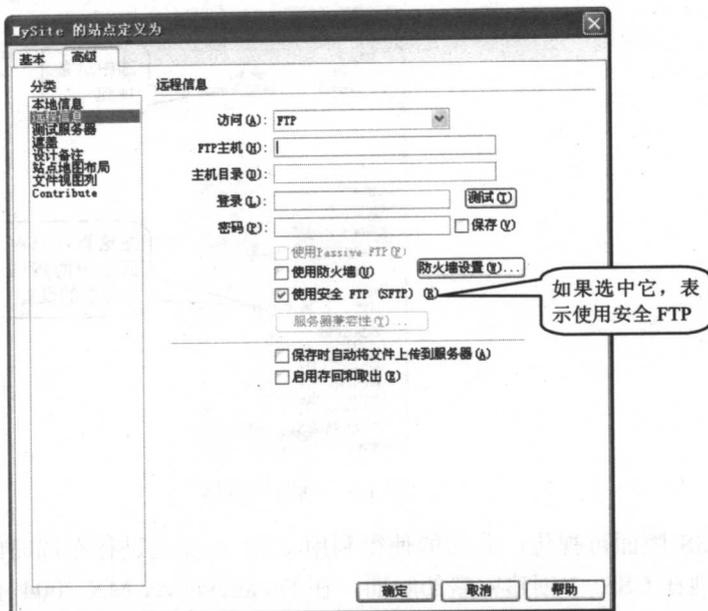 MySite 的站点定义为
基本 高级
分类
本地信息
远程信息
测试服务器
遮盖
设计备注
站点地图布局
文件视图列
Contribute
远程信息
访问(A): FTP
FTP主机(H):
主机目录(D):
登录(L): 测试(T)
密码(P): 保存(V)
使用Passive FTP(P)
使用防火墙(U) 防火墙设置(W)...
使用安全 FTP (SFTP)(R)
服务器兼容性(Y)...
保存时自动将文件上传到服务器(A)
启用存回和取出(E)
如果选中它，表
示使用安全 FTP
确定 取消 帮助